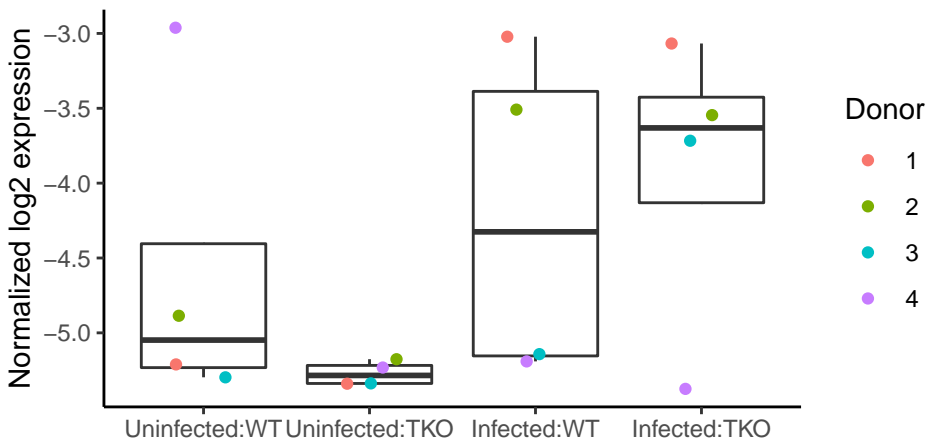 Normalized log2 expression
−3.0
−3.5
−4.0
−4.5
−5.0
Uninfected:WT
Uninfected:TKO
Infected:WT
Infected:TKO
Donor
1
2
3
4